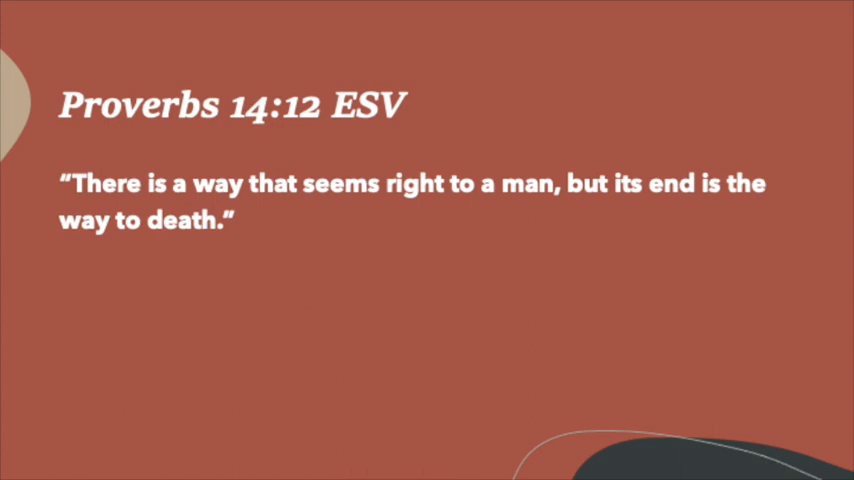 Proverbs 14:12 ESV
“There is a way that seems right to a man, but its end is the
way to death.”